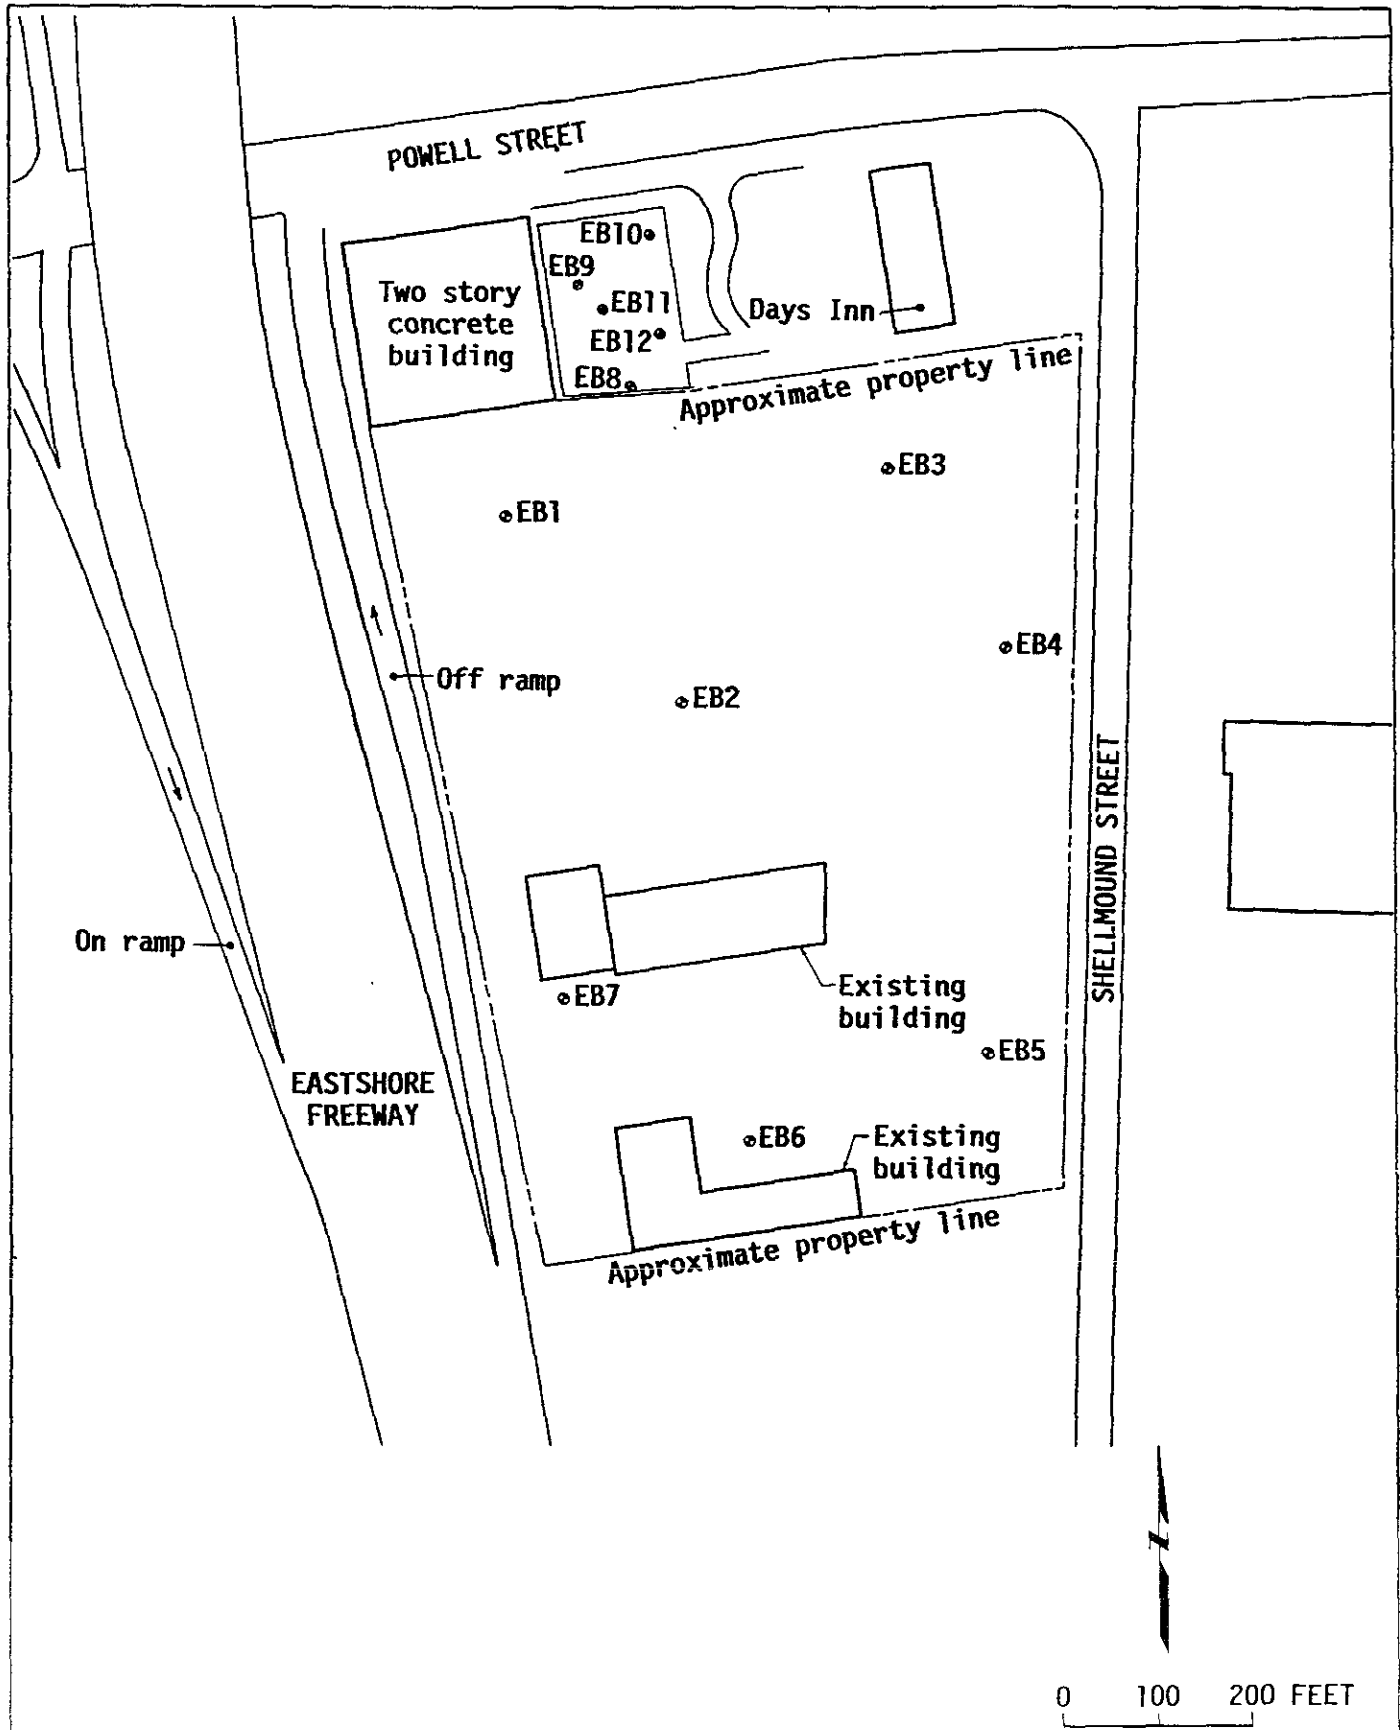 POWELL STREET
EB10
EB9
Two story
concrete
building
EB11
EB12
EB8
Days Inn
Approximate property line
EB3
EB1
EB4
Off ramp
EB2
SHELLMOUND STREET
On ramp
Existing
building
EB7
EB5
EASTSHORE
FREEWAY
EB6
Existing
building
Approximate property line
N
0 100 200 FEET